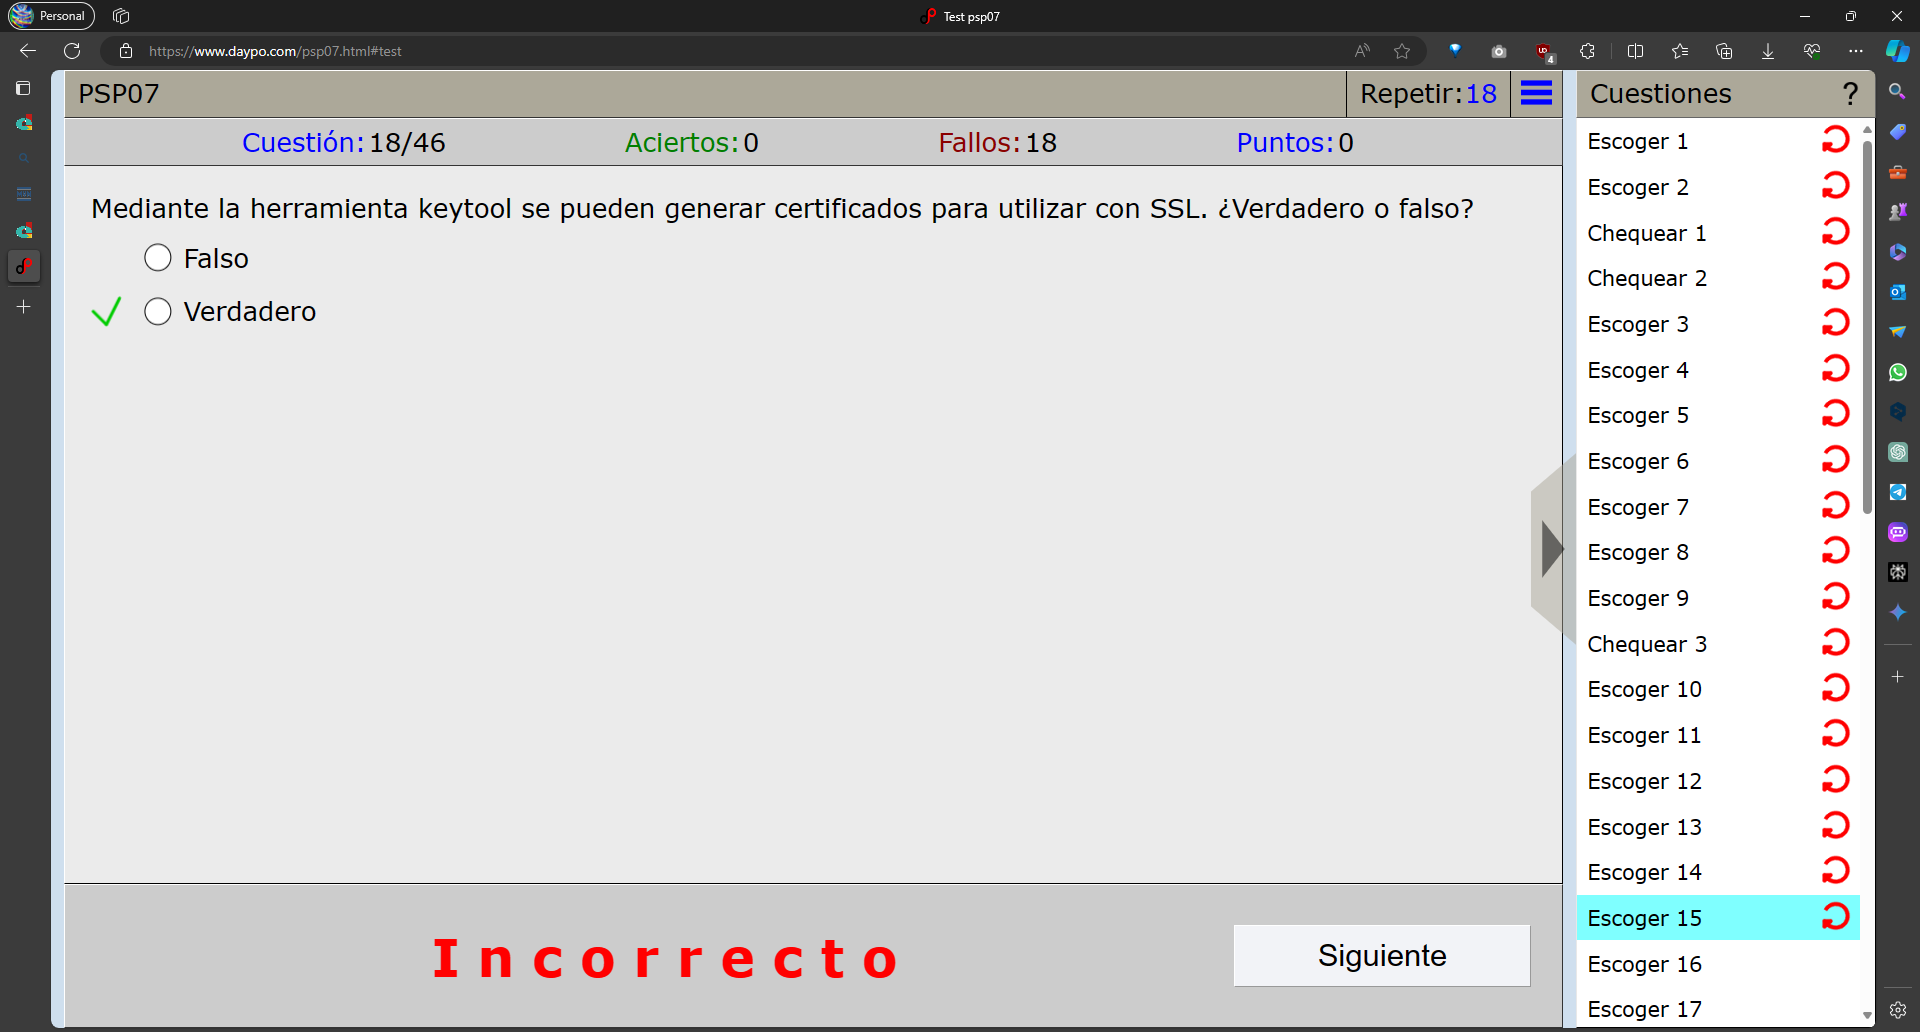 Personal
Test psp07
https://www.daypo.com/psp07.html#test
4
PSP07
Repetir:18
Cuestiones
?
Cuestión:18/46
Aciertos:0
Fallos:18
Puntos:0
Mediante la herramienta keytool se pueden generar certificados para utilizar con SSL. ¿Verdadero o falso?
Falso
Verdadero
Escoger 1
Escoger 2
Chequear 1
Chequear 2
Escoger 3
Escoger 4
Escoger 5
Escoger 6
Escoger 7
Escoger 8
Escoger 9
Chequear 3
Escoger 10
Escoger 11
Escoger 12
Escoger 13
Escoger 14
Escoger 15
Escoger 16
Escoger 17
Incorrecto
Siguiente